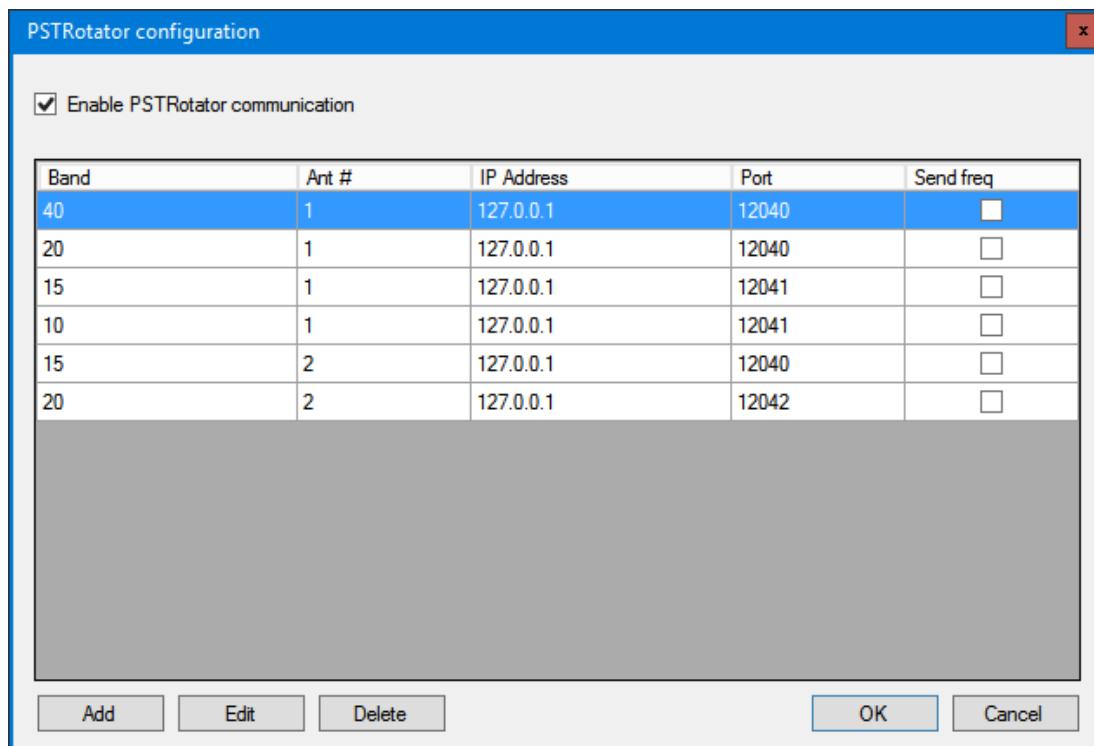 PSTRotator configuration
x
Enable PSTRotator communication
Band Ant # IP Address Port Send freq
40 1 127.0.0.1 12040
20 1 127.0.0.1 12040
15 1 127.0.0.1 12041
10 1 127.0.0.1 12041
15 2 127.0.0.1 12040
20 2 127.0.0.1 12042
Add Edit Delete OK Cancel